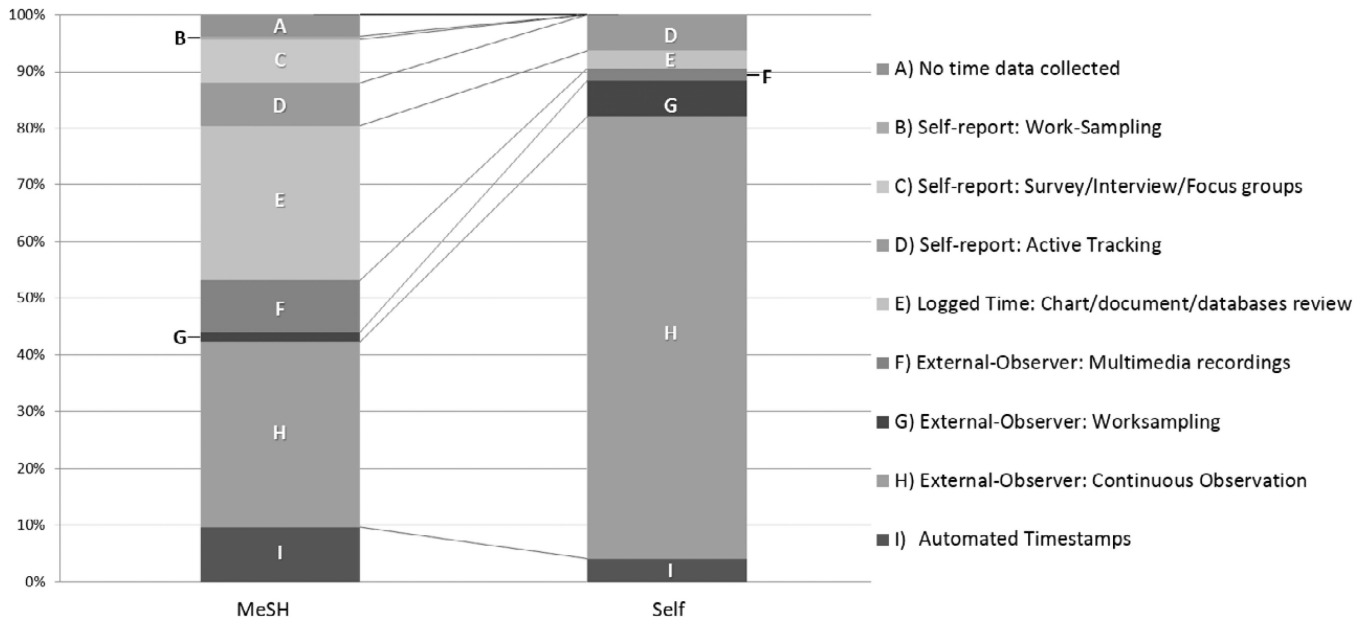 100%
90%
80%
70%
60%
50%
40%
30%
20%
10%
0%
A
B
C
D
E
F
G
H
I
MeSH
D
E
F
G
H
I
Self
A) No time data collected
B) Self-report: Work-Sampling
C) Self-report: Survey/Interview/Focus groups
D) Self-report: Active Tracking
E) Logged Time: Chart/document/databases review
F) External-Observer: Multimedia recordings
G) External-Observer: Worksampling
H) External-Observer: Continuous Observation
I) Automated Timestamps